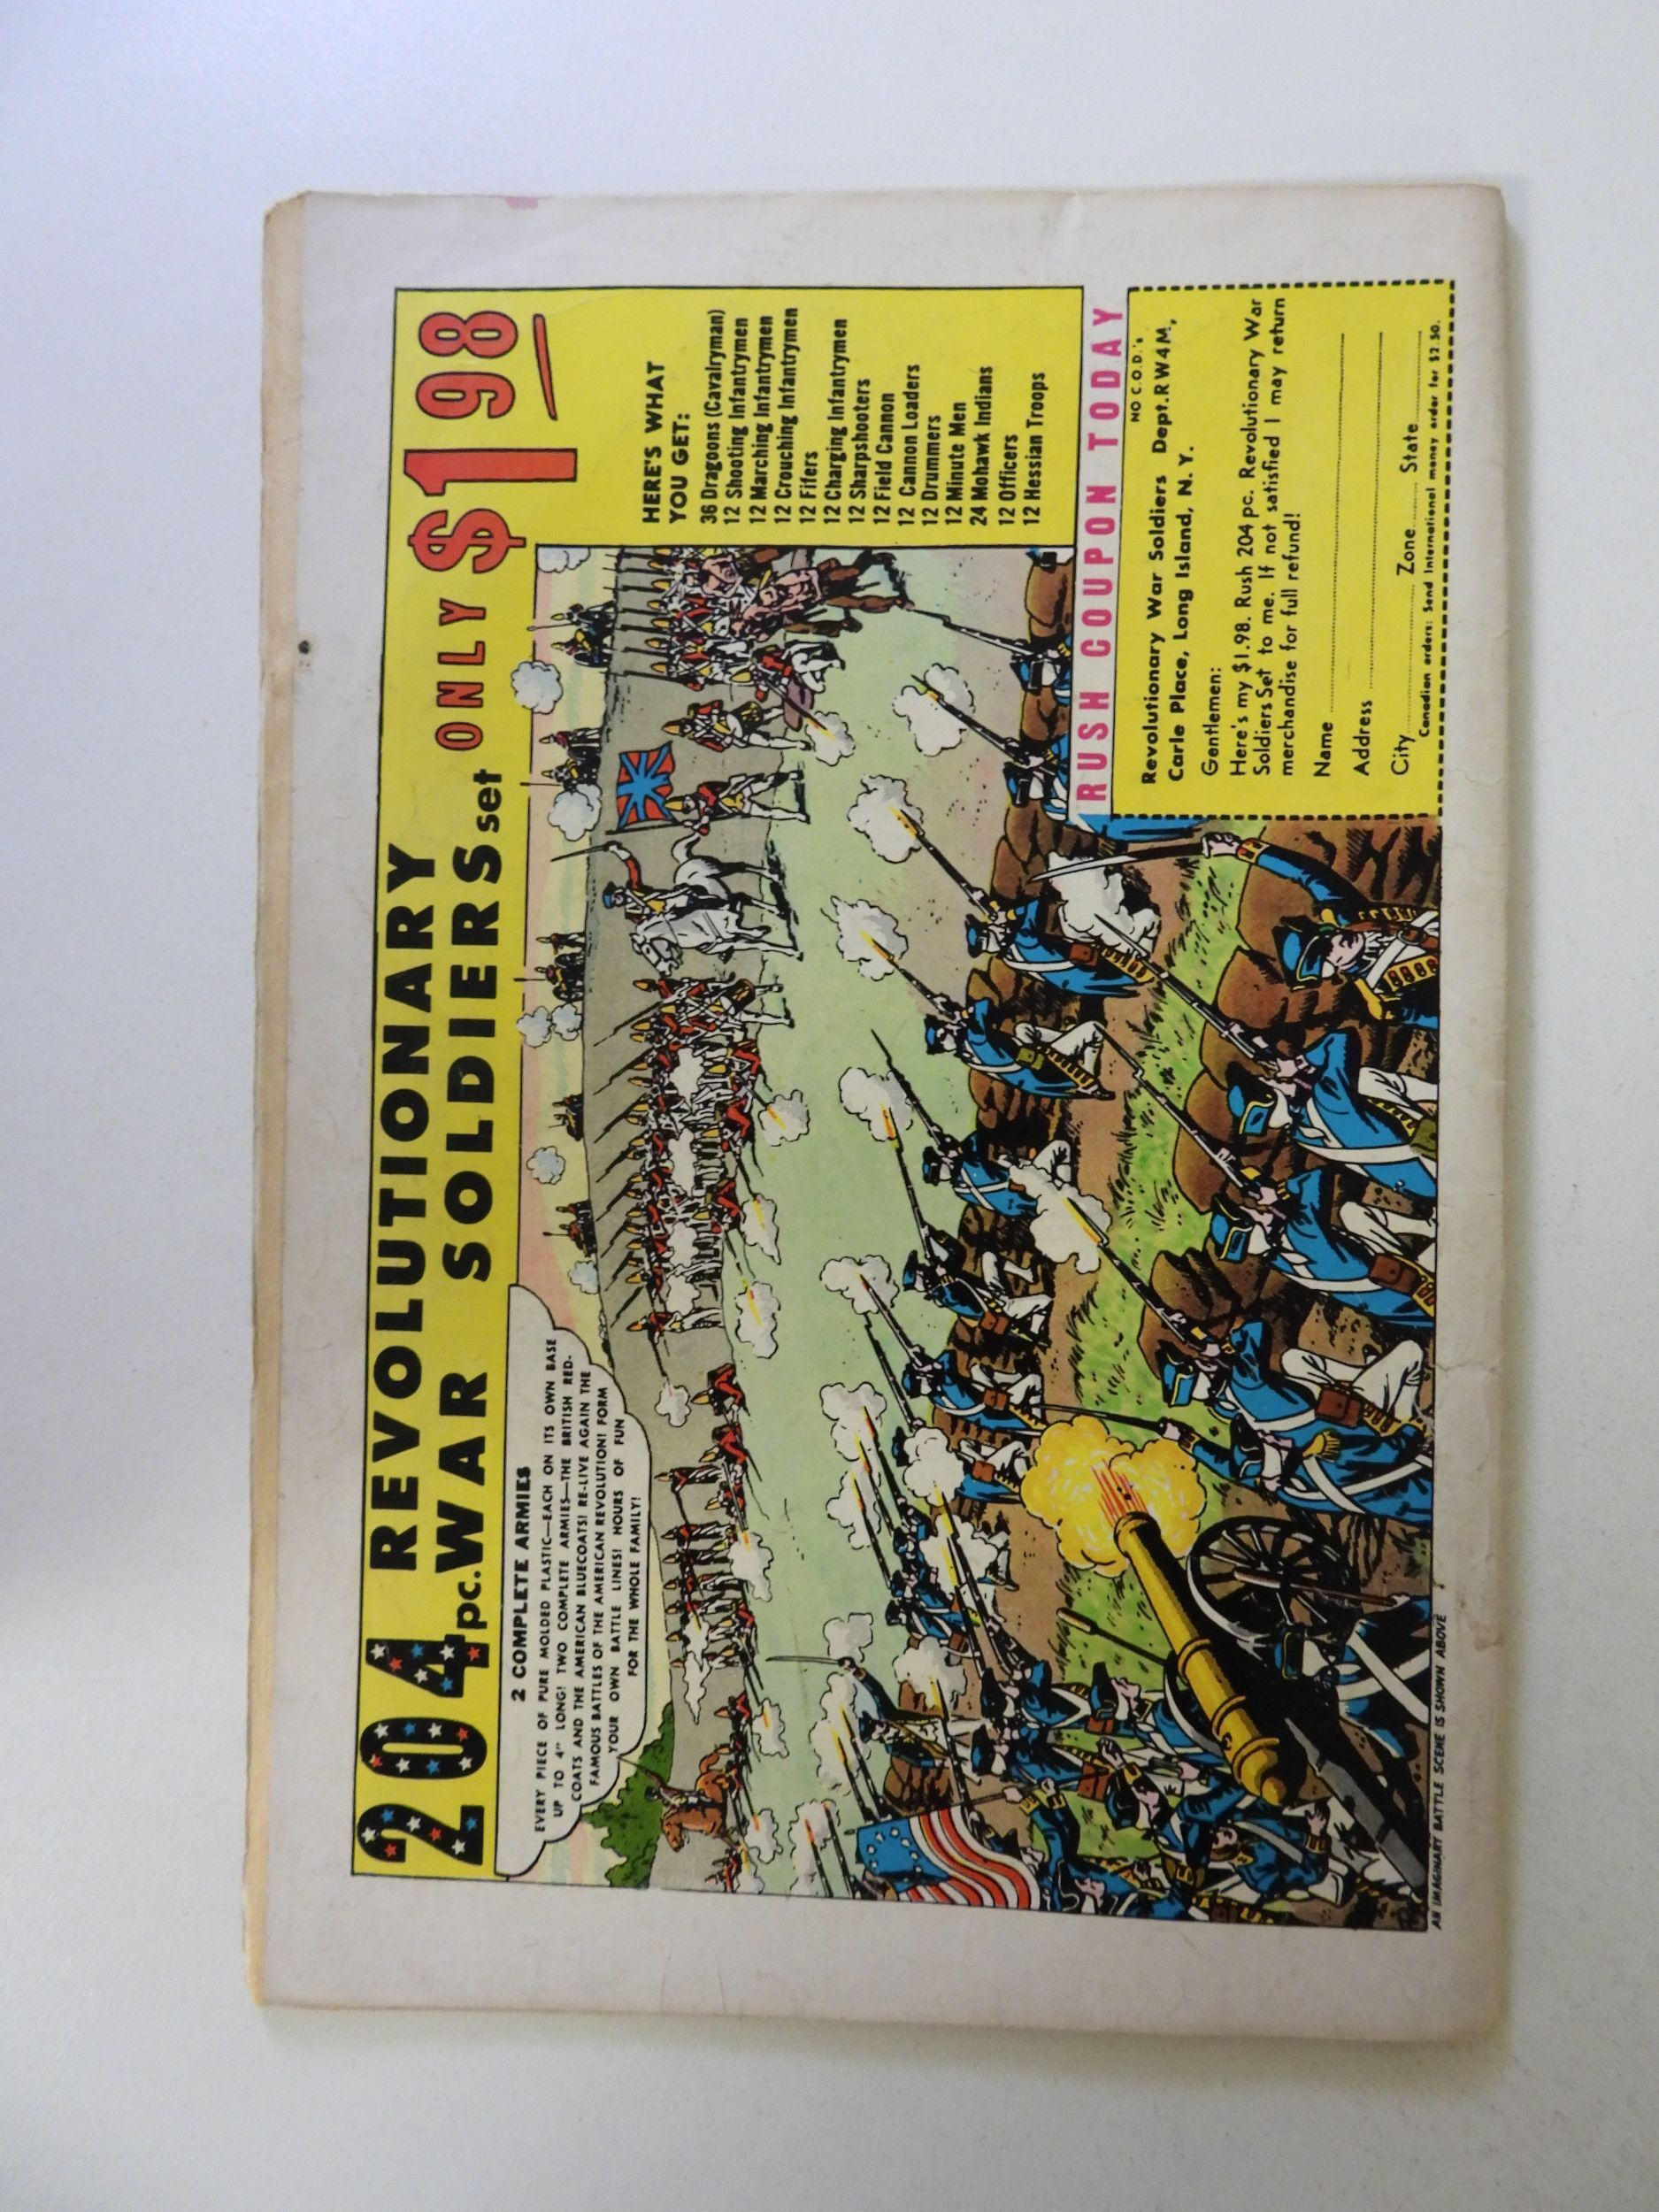 204 REVOLUTIONARY
pc. WAR SOLDIERS set ONLY $1 98
2 COMPLETE ARMIES
EVERY PIECE OF PURE MOLDED PLASTIC—EACH ON ITS OWN BASE
UP TO 4" LONG! TWO COMPLETE ARMIES—THE BRITISH RED-
COATS AND THE AMERICAN BLUECOATS! RE-LIVE AGAIN THE
FAMOUS BATTLES OF THE AMERICAN REVOLUTION! FORM
YOUR OWN BATTLE LINES! HOURS OF FUN
FOR THE WHOLE FAMILY!
HERE'S WHAT
YOU GET:
36 Dragoons (Cavalryman)
12 Shooting Infantrymen
12 Marching Infantrymen
12 Crouching Infantrymen
12 Fifers
12 Charging Infantrymen
12 Sharpshooters
12 Field Cannon
12 Cannon Loaders
12 Drummers
12 Minute Men
24 Mohawk Indians
12 Officers
12 Hessian Troops
RUSH COUPON TODAY
NO C.O.D.'s
Revolutionary War Soldiers Dept.RW4M,
Carle Place, Long Island, N. Y.
Gentlemen:
Here's my $1.98. Rush 204 pc. Revolutionary War
Soldiers Set to me. If not satisfied I may return
merchandise for full refund!
Name
Address
City Zone State
Canadian orders: Send International money order for $2.50.
AN IMAGINARY BATTLE SCENE IS SHOWN ABOVE